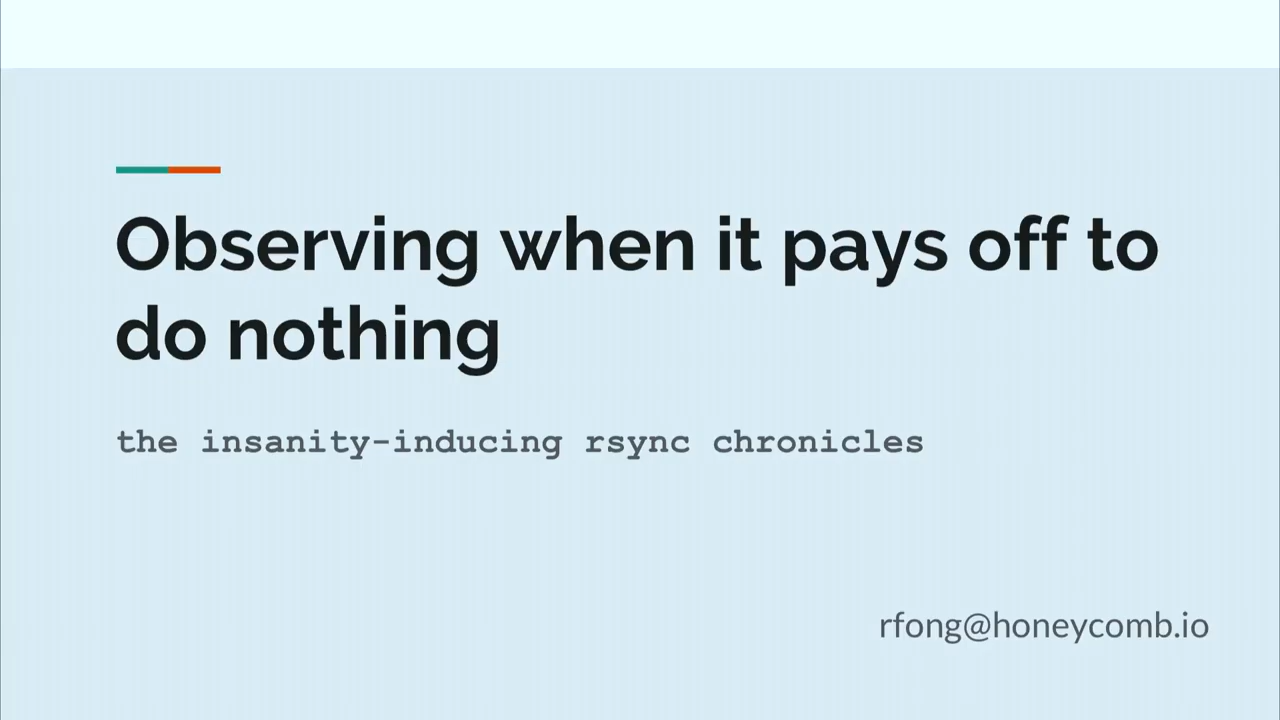 Observing when it pays off to
do nothing
the insanity-inducing rsync chronicles
rfong@honeycomb.io